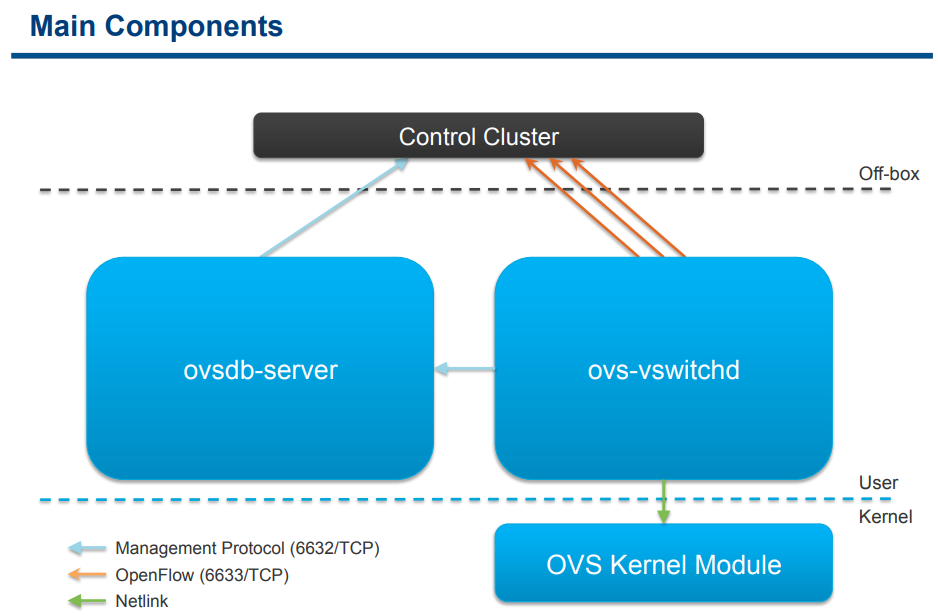 Main Components
Control Cluster
Off-box
ovsdb-server
ovs-vswitchd
User
Kernel
Management Protocol (6632/TCP)
OpenFlow (6633/TCP)
Netlink
OVS Kernel Module